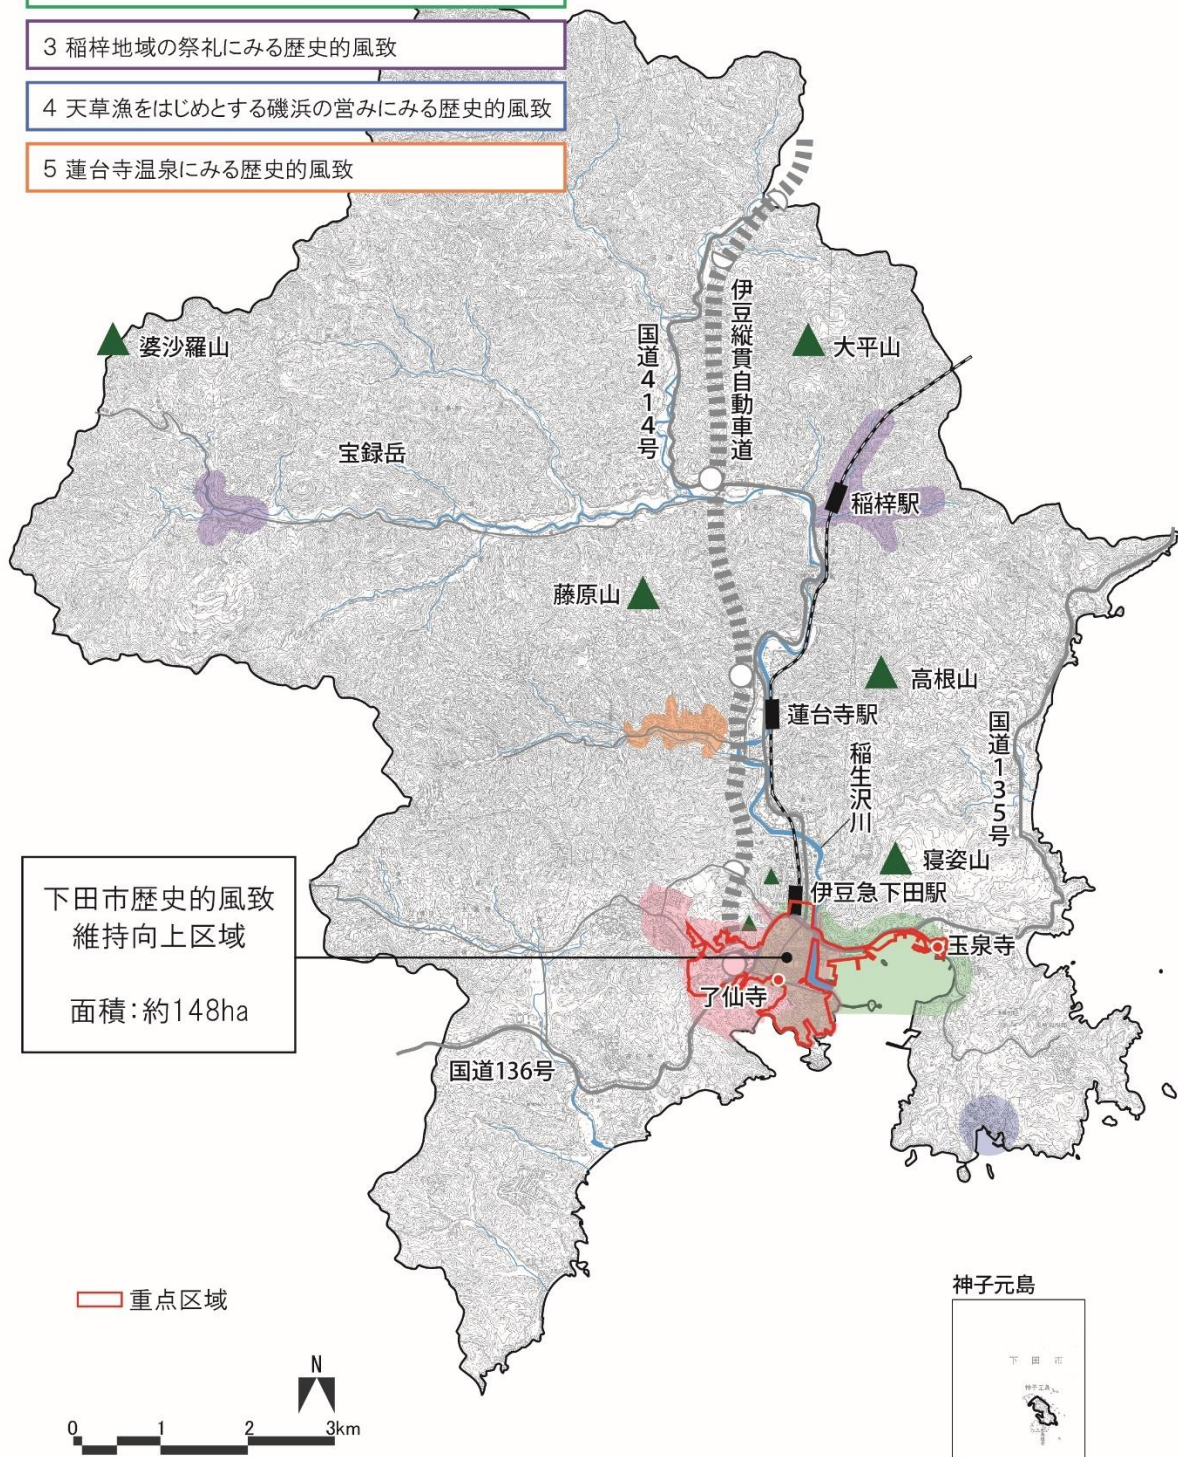 3 稲梓地域の祭礼にみる歴史的風致
4 天草漁をはじめとする磯浜の営みにみる歴史的風致
5 蓮台寺温泉にみる歴史的風致
伊豆縦貫自動車道
国道414号
婆沙羅山
大平山
宝録岳
稲梓駅
藤原山
高根山
蓮台寺駅
国道135号
稲生沢川
寝姿山
伊豆急下田駅
下田市歴史的風致
維持向上区域
面積:約148ha
玉泉寺
了仙寺
国道136号
重点区域
神子元島
下田市
神子元島
N
0 1 2 3km